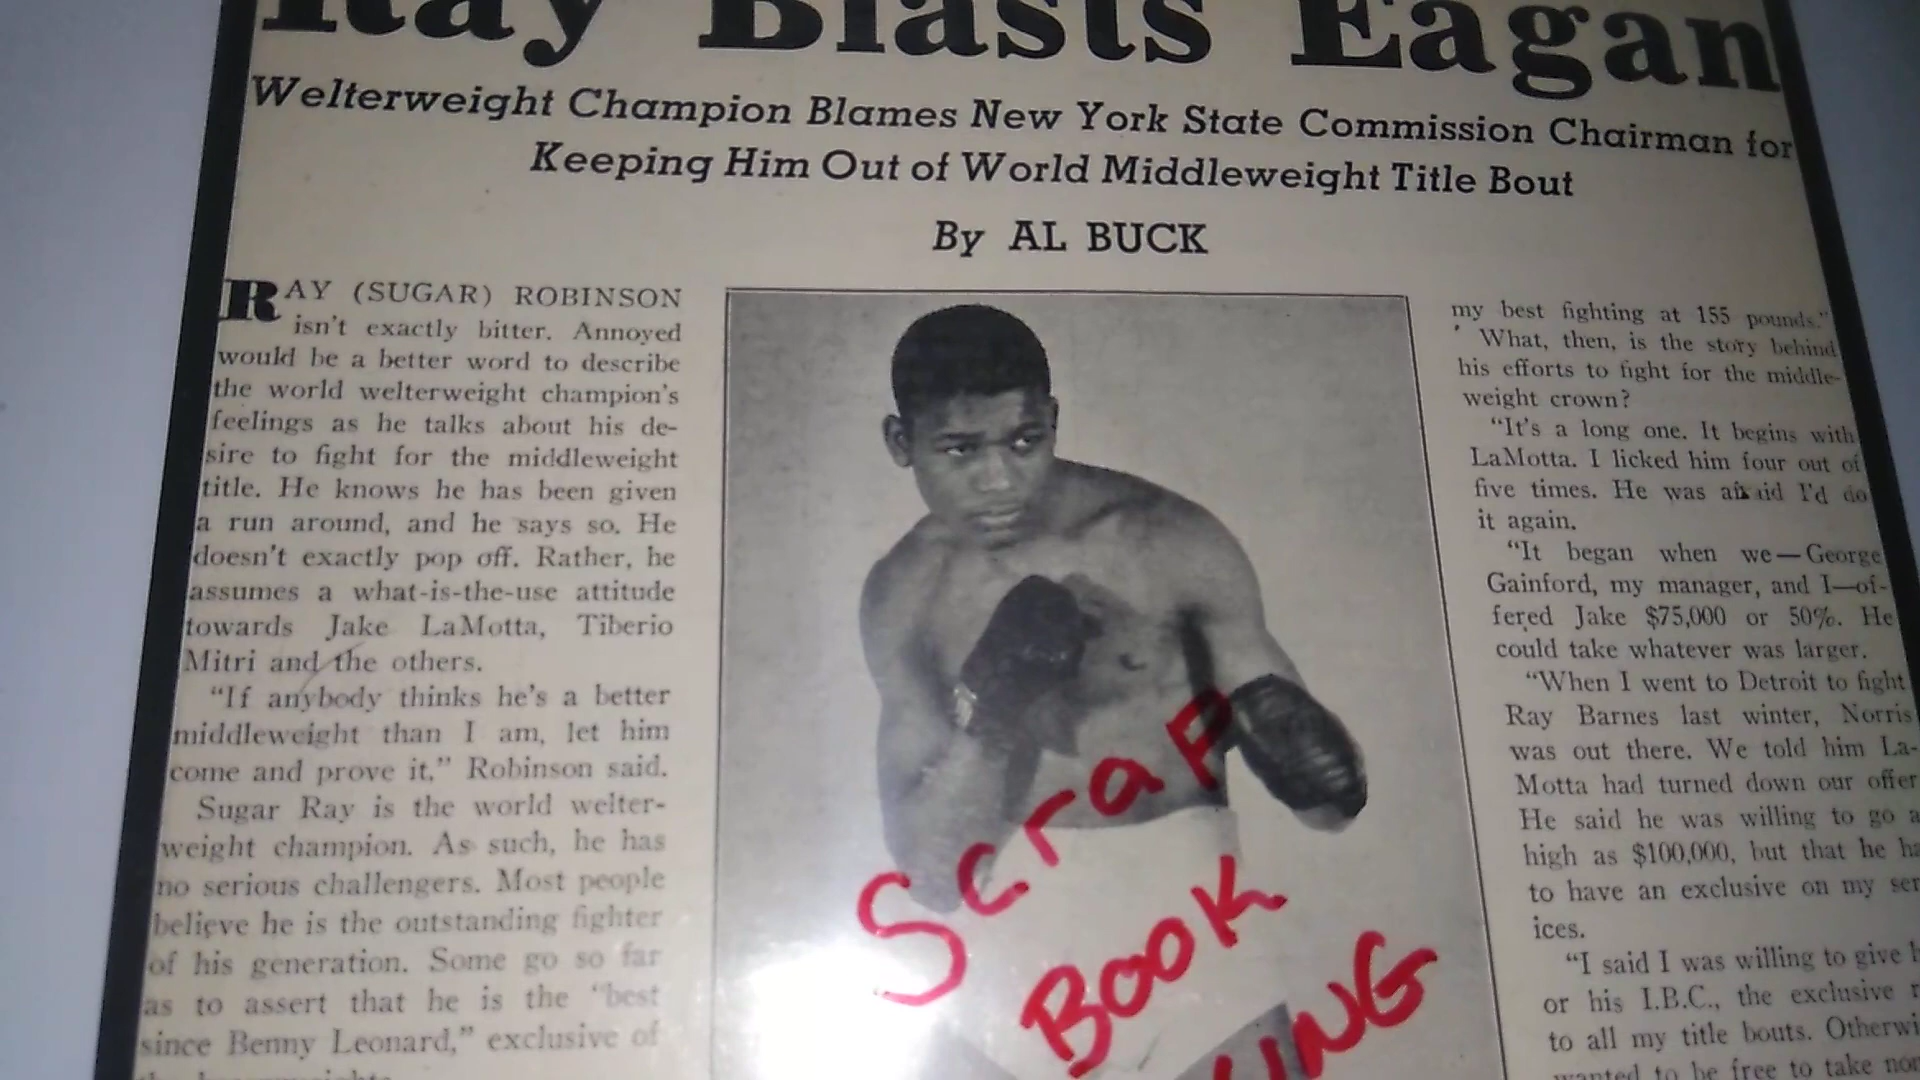 Ray Blasts Eagan
Welterweight Champion Blames New York State Commission Chairman for
Keeping Him Out of World Middleweight Title Bout
By AL BUCK
RAY (SUGAR) ROBINSON
isn't exactly bitter. Annoyed
would be a better word to describe
the world welterweight champion's
feelings as he talks about his de-
sire to fight for the middleweight
title. He knows he has been given
a run around, and he says so. He
doesn't exactly pop off. Rather, he
assumes a what-is-the-use attitude
towards Jake LaMotta, Tiberio
Mitri and the others.
"If anybody thinks he's a better
middleweight than I am, let him
come and prove it," Robinson said.
Sugar Ray is the world welter-
weight champion. As such, he has
no serious challengers. Most people
believe he is the outstanding fighter
of his generation. Some go so far
as to assert that he is the "best
since Benny Leonard," exclusive of
my best fighting at 155 pounds."
What, then, is the story behind
his efforts to fight for the middle-
weight crown?
"It's a long one. It begins with
LaMotta. I licked him four out of
five times. He was afraid I'd do
it again.
"It began when we—George
Gainford, my manager, and I—of-
fered Jake $75,000 or 50%. He
could take whatever was larger.
"When I went to Detroit to fight
Ray Barnes last winter, Norris
was out there. We told him La-
Motta had turned down our offer
He said he was willing to go a
high as $100,000, but that he ha
to have an exclusive on my ser
ices.
"I said I was willing to give h
or his I.B.C., the exclusive r
to all my title bouts. Otherwi
wanted to be free to take non
Scrap
BOOK